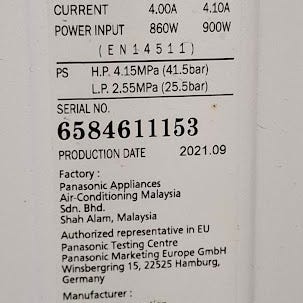 CURRENT 4.00A 4.10A
POWER INPUT 860W 900W
(EN14511)
PS H.P. 4.15MPa (41.5bar)
L.P. 2.55MPa (25.5bar)
SERIAL NO.
6584611153
PRODUCTION DATE 2021.09
Factory :
Panasonic Appliances
Air-Conditioning Malaysia
Sdn. Bhd.
Shah Alam, Malaysia
Authorized representative in EU
Panasonic Testing Centre
Panasonic Marketing Europe GmbH
Winsbergring 15, 22525 Hamburg,
Germany
Manufacturer :